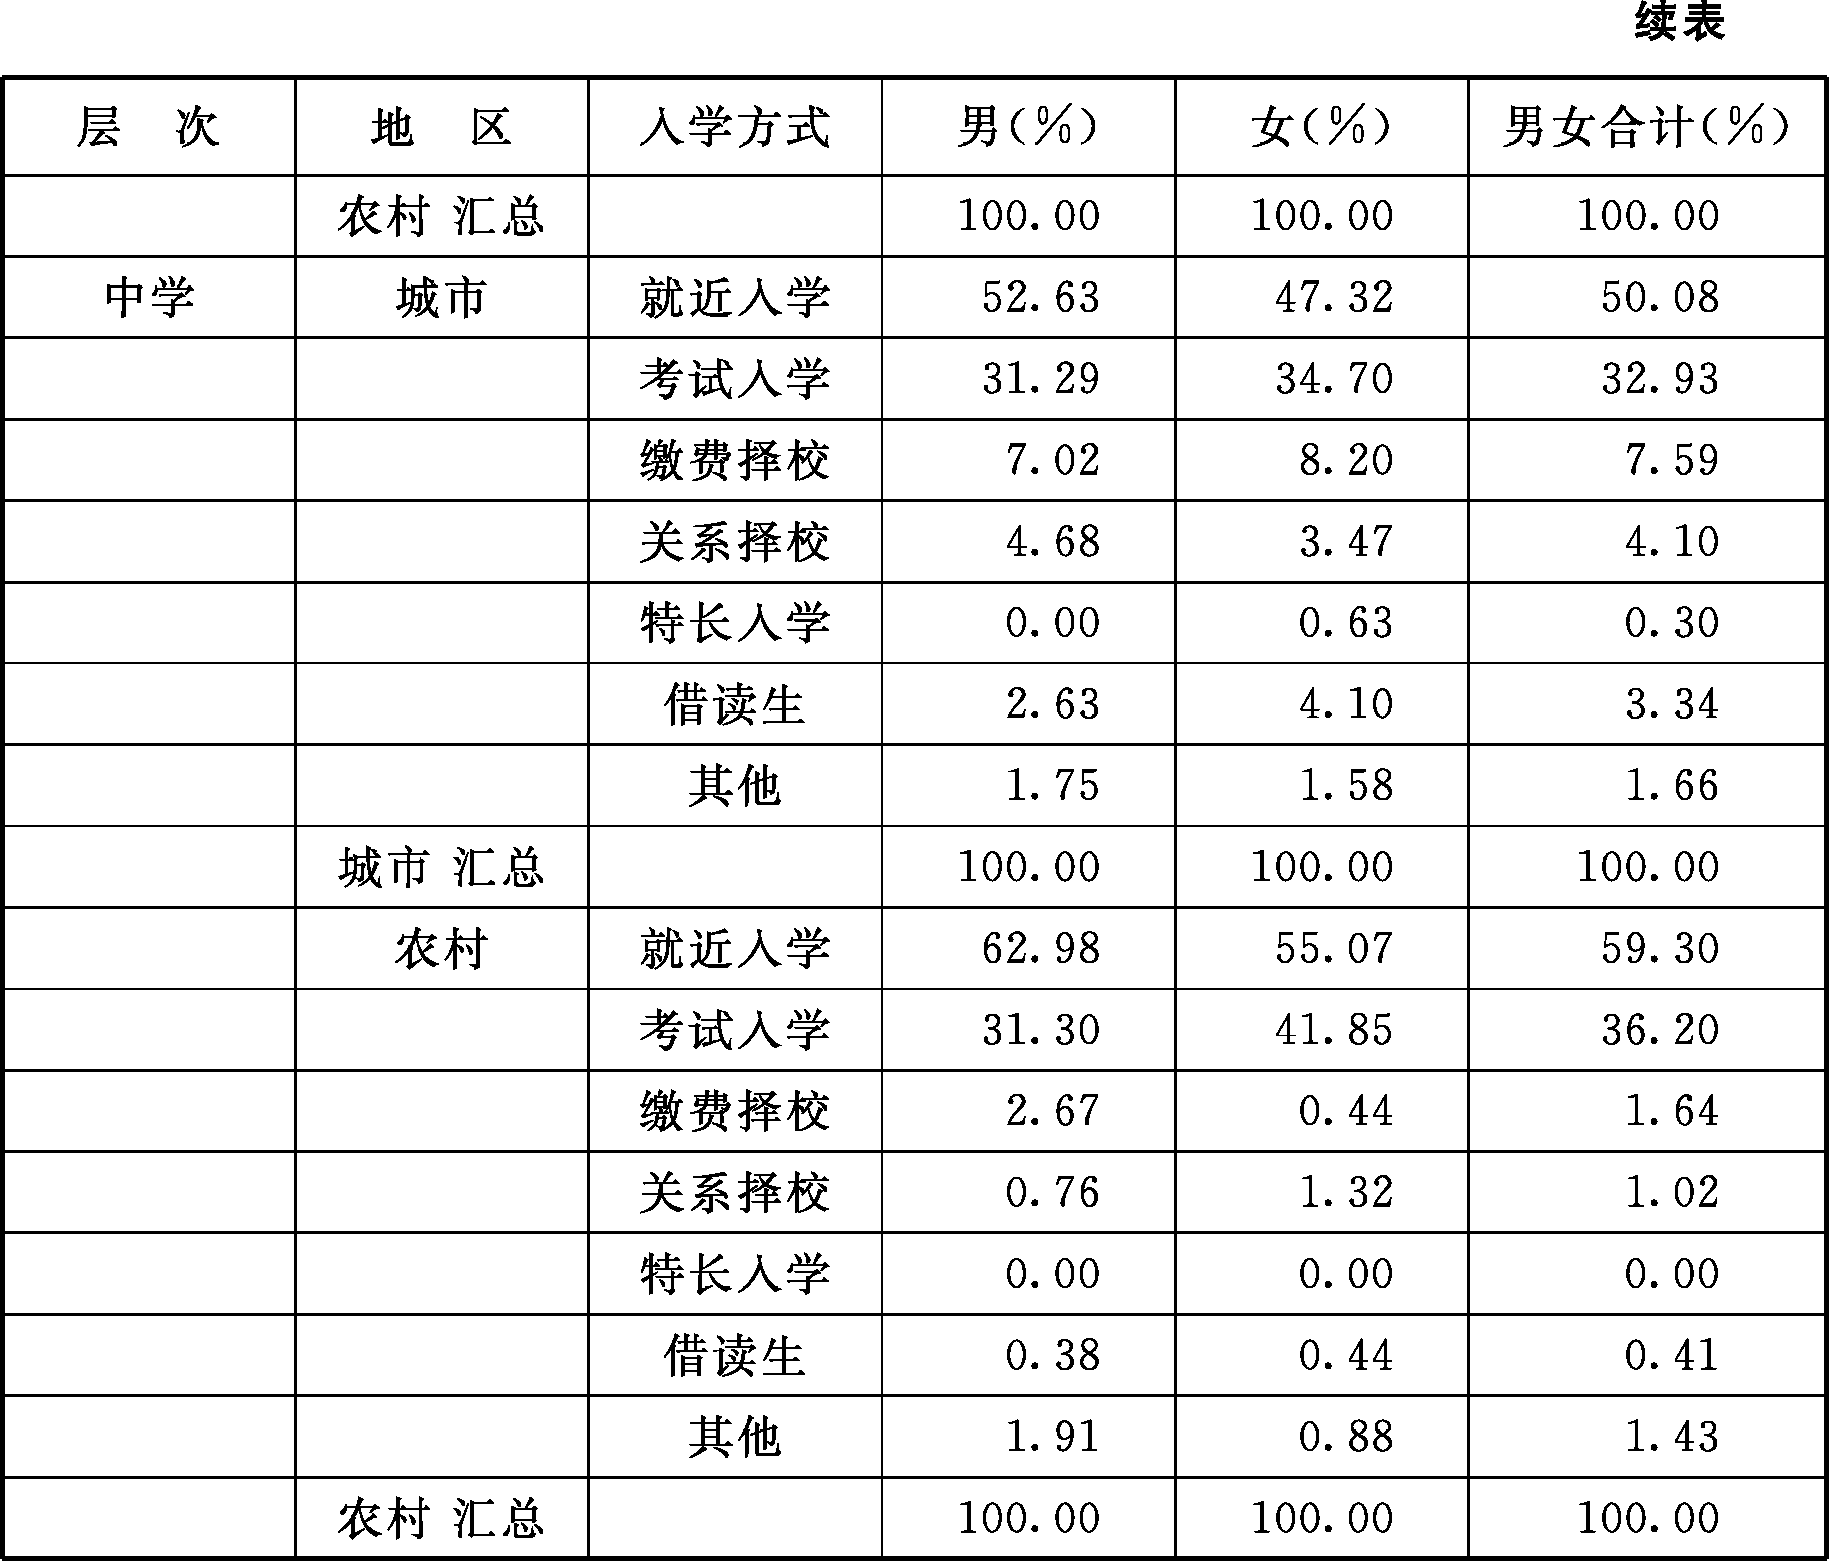 续表
层 次 地 区 入学方式 男(%) 女(%) 男女合计(%)
农村 汇总 100.00 100.00 100.00
中学 城市 就近入学 52.63 47.32 50.08
考试入学 31.29 34.70 32.93
缴费择校 7.02 8.20 7.59
关系择校 4.68 3.47 4.10
特长入学 0.00 0.63 0.30
借读生 2.63 4.10 3.34
其他 1.75 1.58 1.66
城市 汇总 100.00 100.00 100.00
农村 就近入学 62.98 55.07 59.30
考试入学 31.30 41.85 36.20
缴费择校 2.67 0.44 1.64
关系择校 0.76 1.32 1.02
特长入学 0.00 0.00 0.00
借读生 0.38 0.44 0.41
其他 1.91 0.88 1.43
农村 汇总 100.00 100.00 100.00